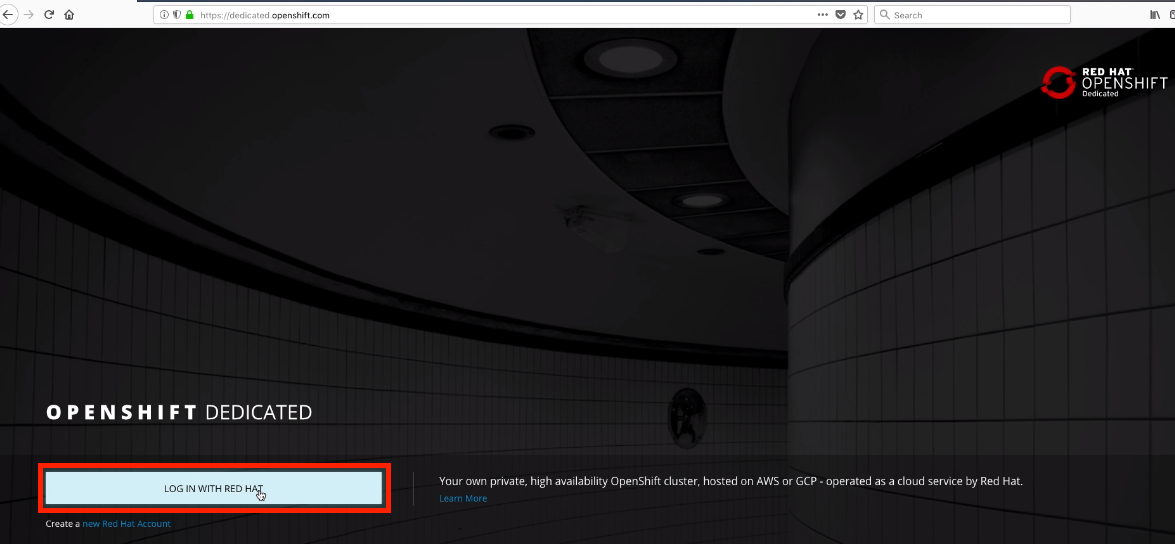 https://dedicated.openshift.com
Search
RED HAT
OPENSHIFT
Dedicated
OPENSHIFT DEDICATED
LOG IN WITH RED HAT
Your own private, high availability OpenShift cluster, hosted on AWS or GCP - operated as a cloud service by Red Hat.
Learn More
Create a new Red Hat Account